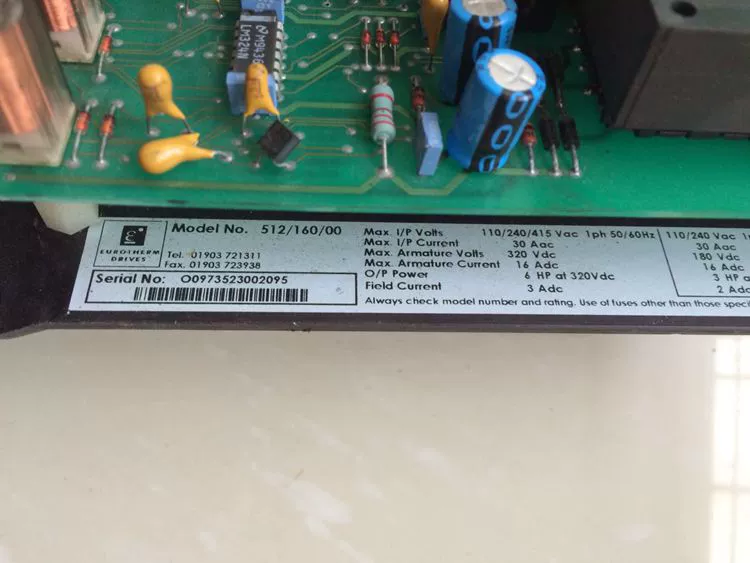 M9436
LM324N
EUROTHERM
DRIVES
Model No. 512/160/00
Tel. 01903 721311
Fax. 01903 723938
Serial No: O0973523002095
Max. I/P Volts 110/240/415 Vac 1ph 50/60Hz
Max. I/P Current 30 Aac
Max. Armature Volts 320 Vdc
Max. Armature Current 16 Adc
O/P Power 6 HP at 320Vdc
Field Current 3 Adc
110/240 Vac
30 Aac
180 Vdc
16 Adc
3 HP
2 Adc
Always check model number and rating. Use of fuses other than those